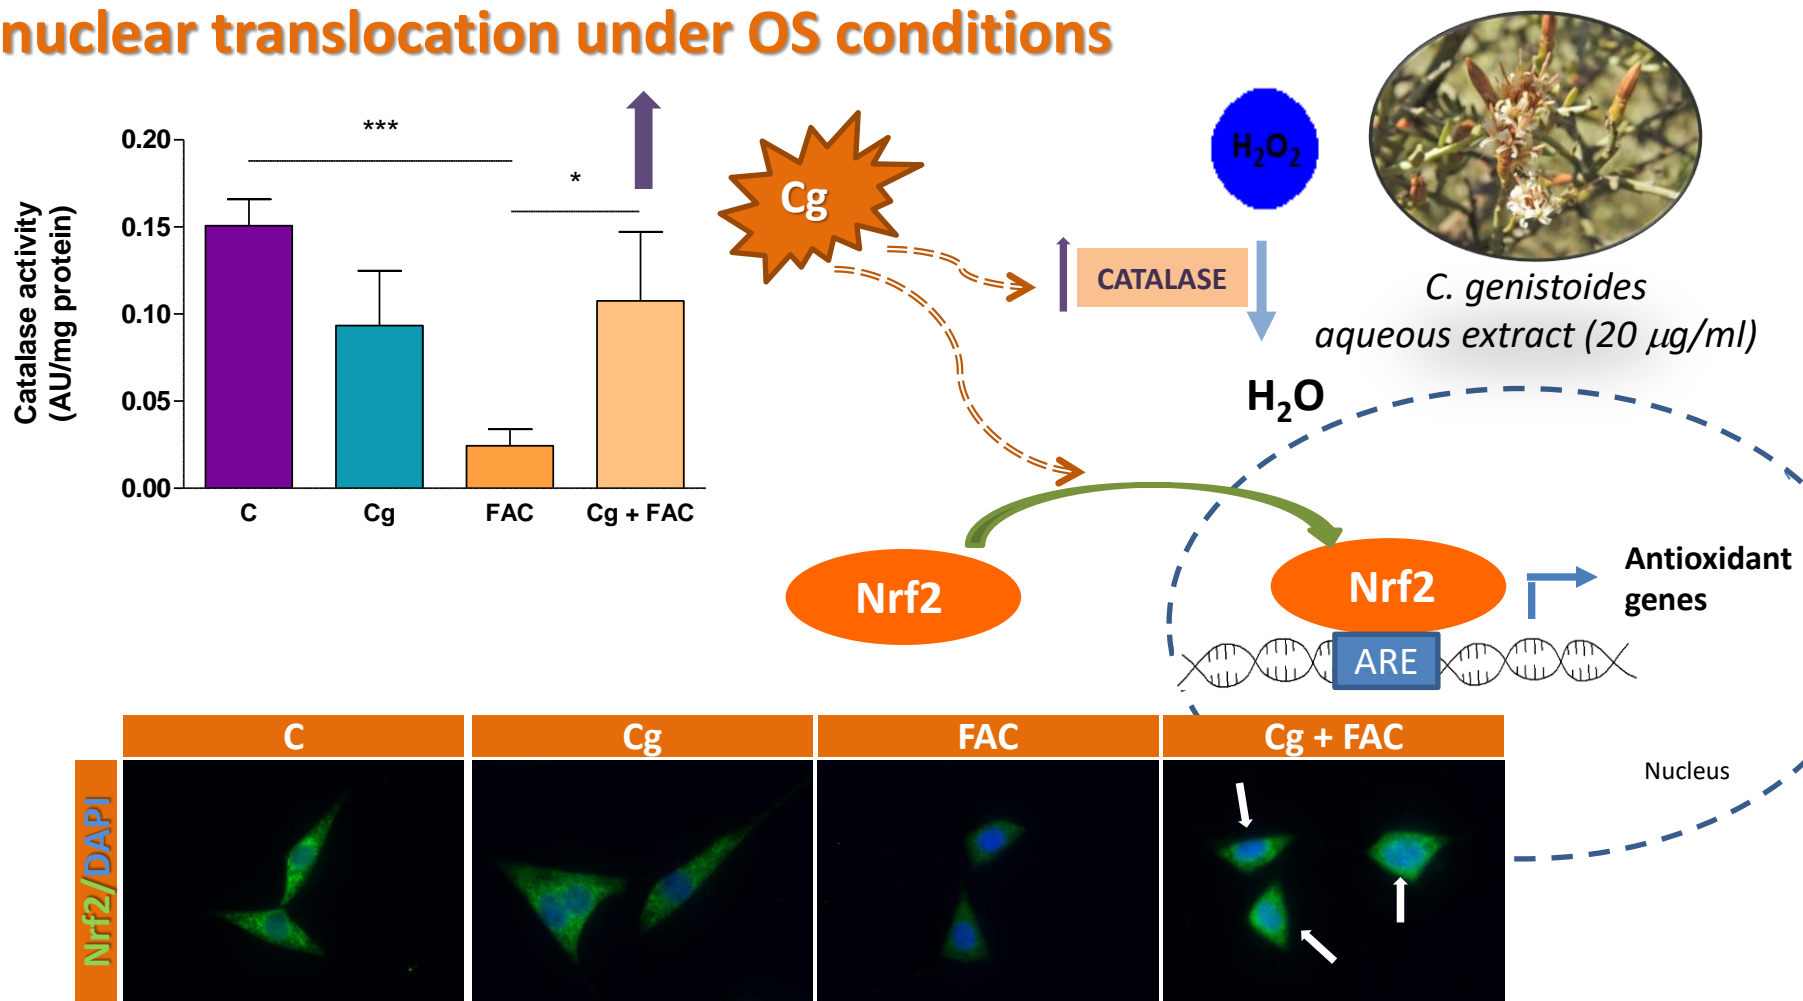 nuclear translocation under OS conditions
Catalase activity
(AU/mg protein)
0.20
0.15
0.10
0.05
0.00
***
*
C
Cg
FAC
Cg + FAC
Cg
H₂O₂
CATALASE
H₂O
C. genistoides
aqueous extract (20 μg/ml)
Nrf2
Nrf2
ARE
Antioxidant
genes
Nucleus
C
Cg
FAC
Cg + FAC
Nrf2/DAPI